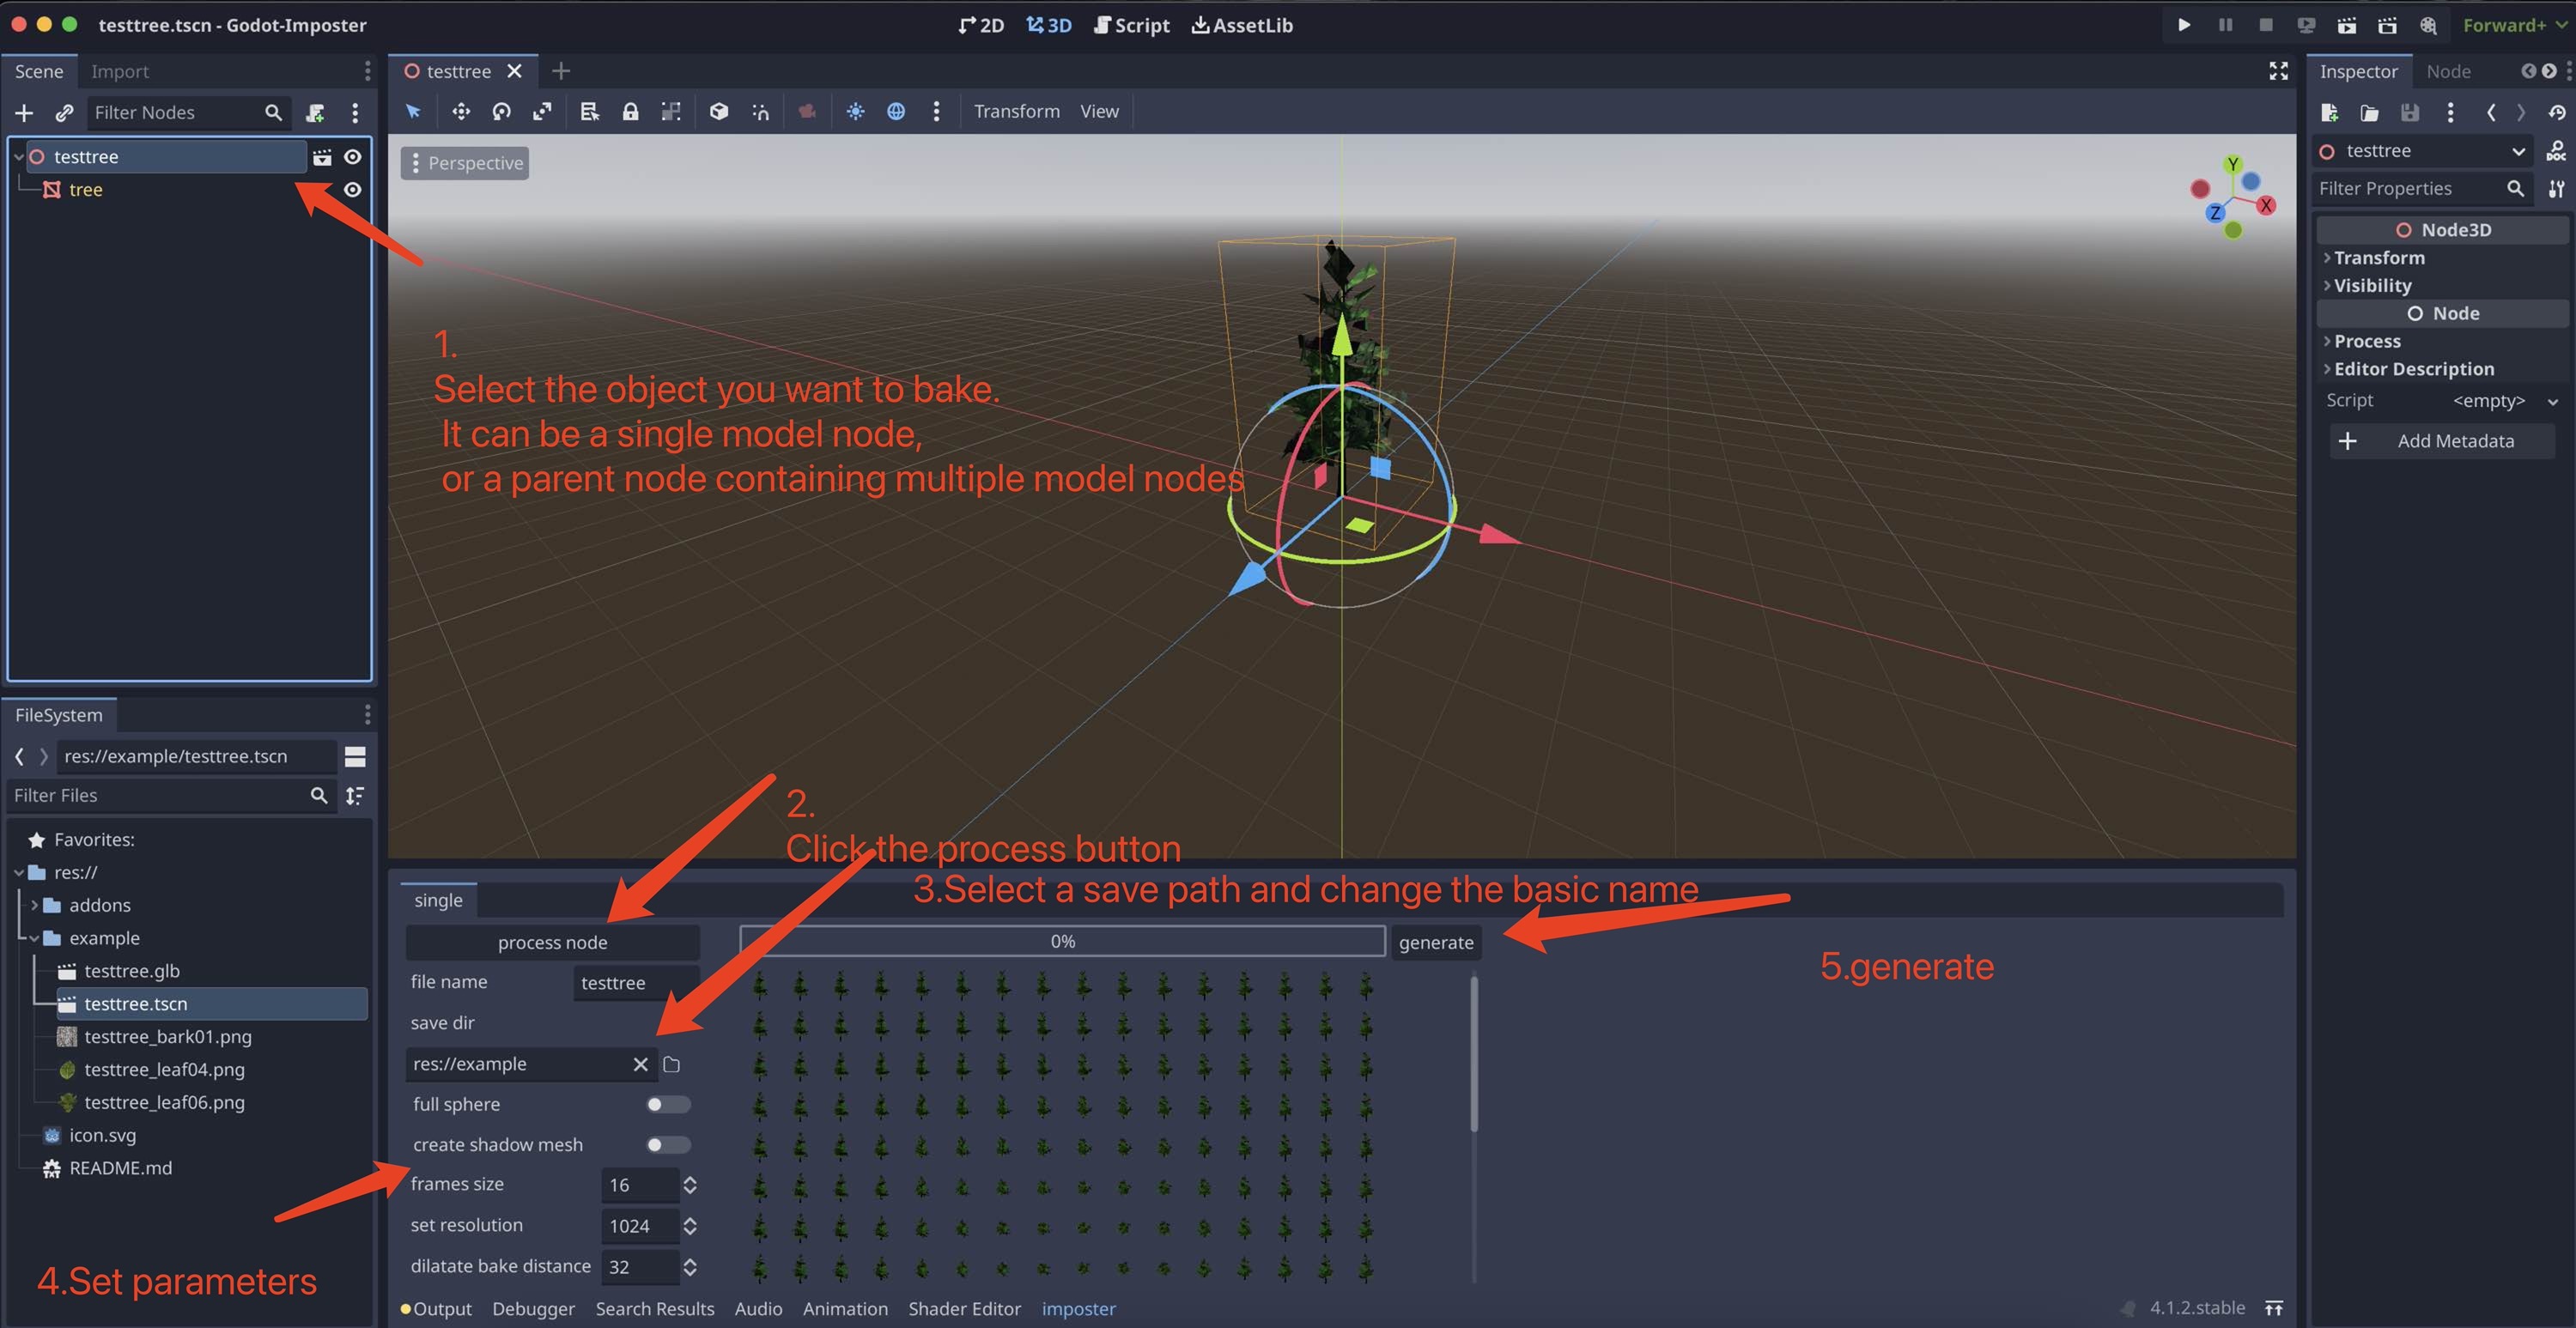 testtree.tscn - Godot-Imposter
2D
3D
Script
AssetLib
Forward+
Scene
Import
testtree
Inspector
Node
Filter Nodes
Transform
View
testtree
tree
Perspective
Y
X
Z
testtree
DOC
Filter Properties
Node3D
Transform
Visibility
Node
Process
Editor Description
Script
<empty>
Add Metadata
1.
Select the object you want to bake.
It can be a single model node,
or a parent node containing multiple model nodes
FileSystem
res://example/testtree.tscn
Filter Files
Favorites:
res://
addons
example
testtree.glb
testtree.tscn
testtree_bark01.png
testtree_leaf04.png
testtree_leaf06.png
icon.svg
README.md
2.
Click the process button
3.Select a save path and change the basic name
single
process node
0%
generate
5.generate
file name
testtree
save dir
res://example
full sphere
create shadow mesh
frames size
16
set resolution
1024
dilatate bake distance
32
4.Set parameters
Output
Debugger
Search Results
Audio
Animation
Shader Editor
imposter
4.1.2.stable